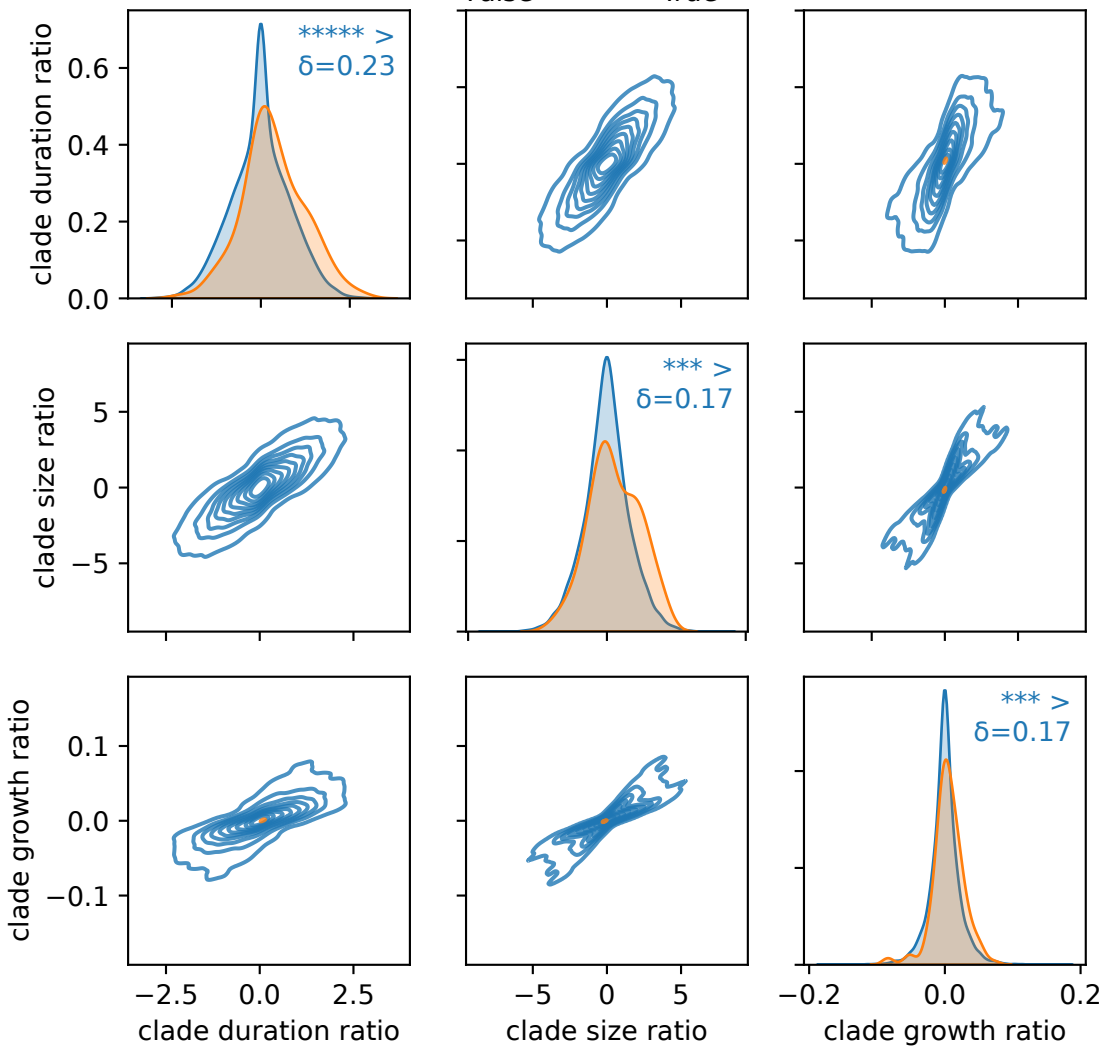 ***** >
δ=0.23
clade duration ratio
0.6
0.4
0.2
0.0
*** >
δ=0.17
clade size ratio
5
0
−5
*** >
δ=0.17
clade growth ratio
0.1
0.0
−0.1
−2.5 0.0 2.5 −5 0 5 −0.2 0.0 0.2
clade duration ratio clade size ratio clade growth ratio